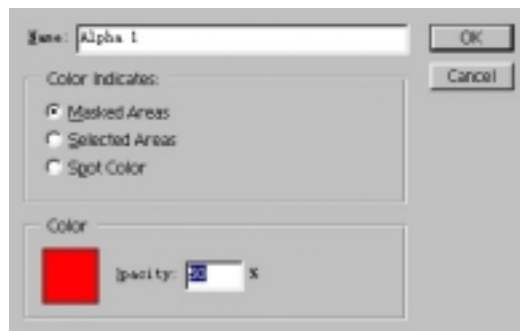 Name: Alpha 1
OK
Cancel
Color Indicates:
Masked Areas
Selected Areas
Spot Color
Color
Opacity: %